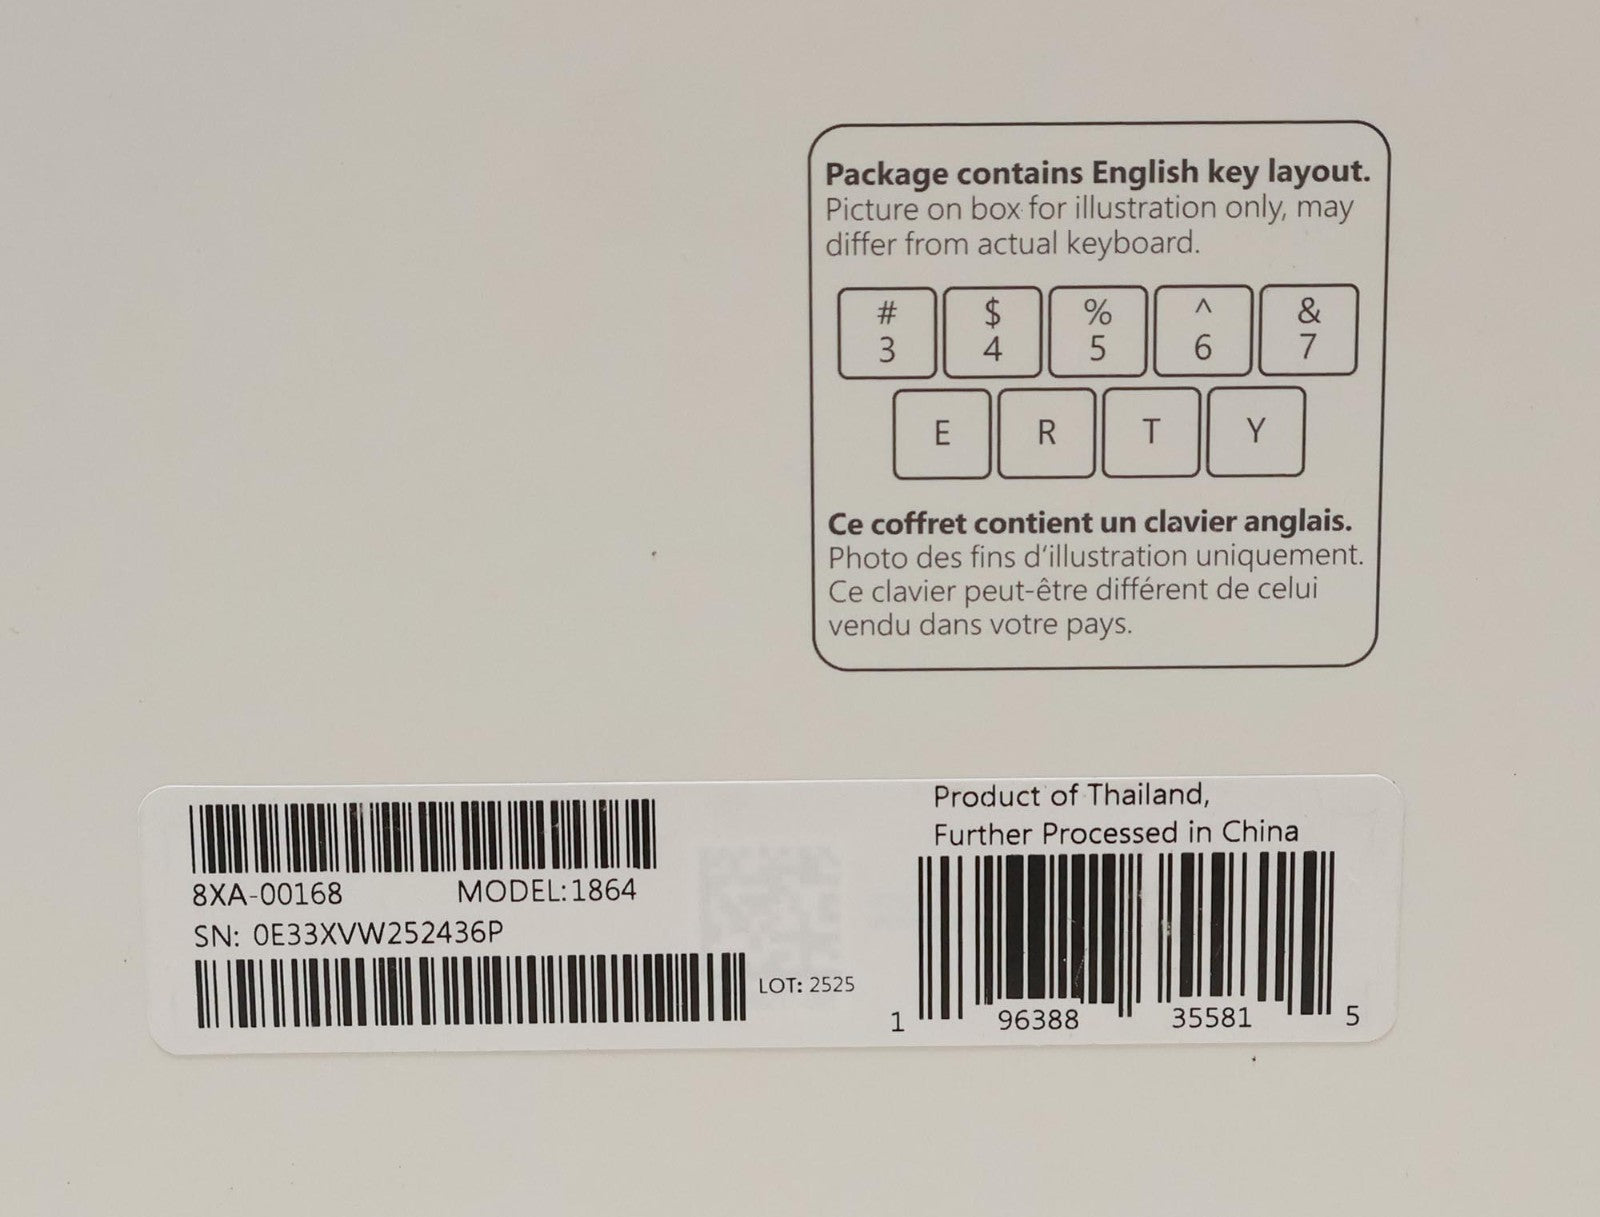 Package contains English key layout.
Picture on box for illustration only, may
differ from actual keyboard.
# $ % ^ &
3 4 5 6 7
E R T Y
Ce coffret contient un clavier anglais.
Photo des fins d'illustration uniquement.
Ce clavier peut-être différent de celui
vendu dans votre pays.
8XA-00168 MODEL:1864
SN: 0E33XVW252436P
LOT: 2525
Product of Thailand,
Further Processed in China
1 96388 35581 5